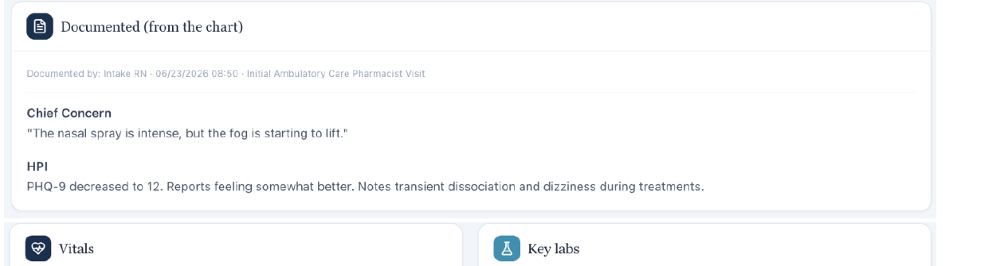 Documented (from the chart)
Documented by: Intake RN · 06/23/2026 08:50 · Initial Ambulatory Care Pharmacist Visit
Chief Concern
"The nasal spray is intense, but the fog is starting to lift."
HPI
PHQ-9 decreased to 12. Reports feeling somewhat better. Notes transient dissociation and dizziness during treatments.
Vitals
Key labs